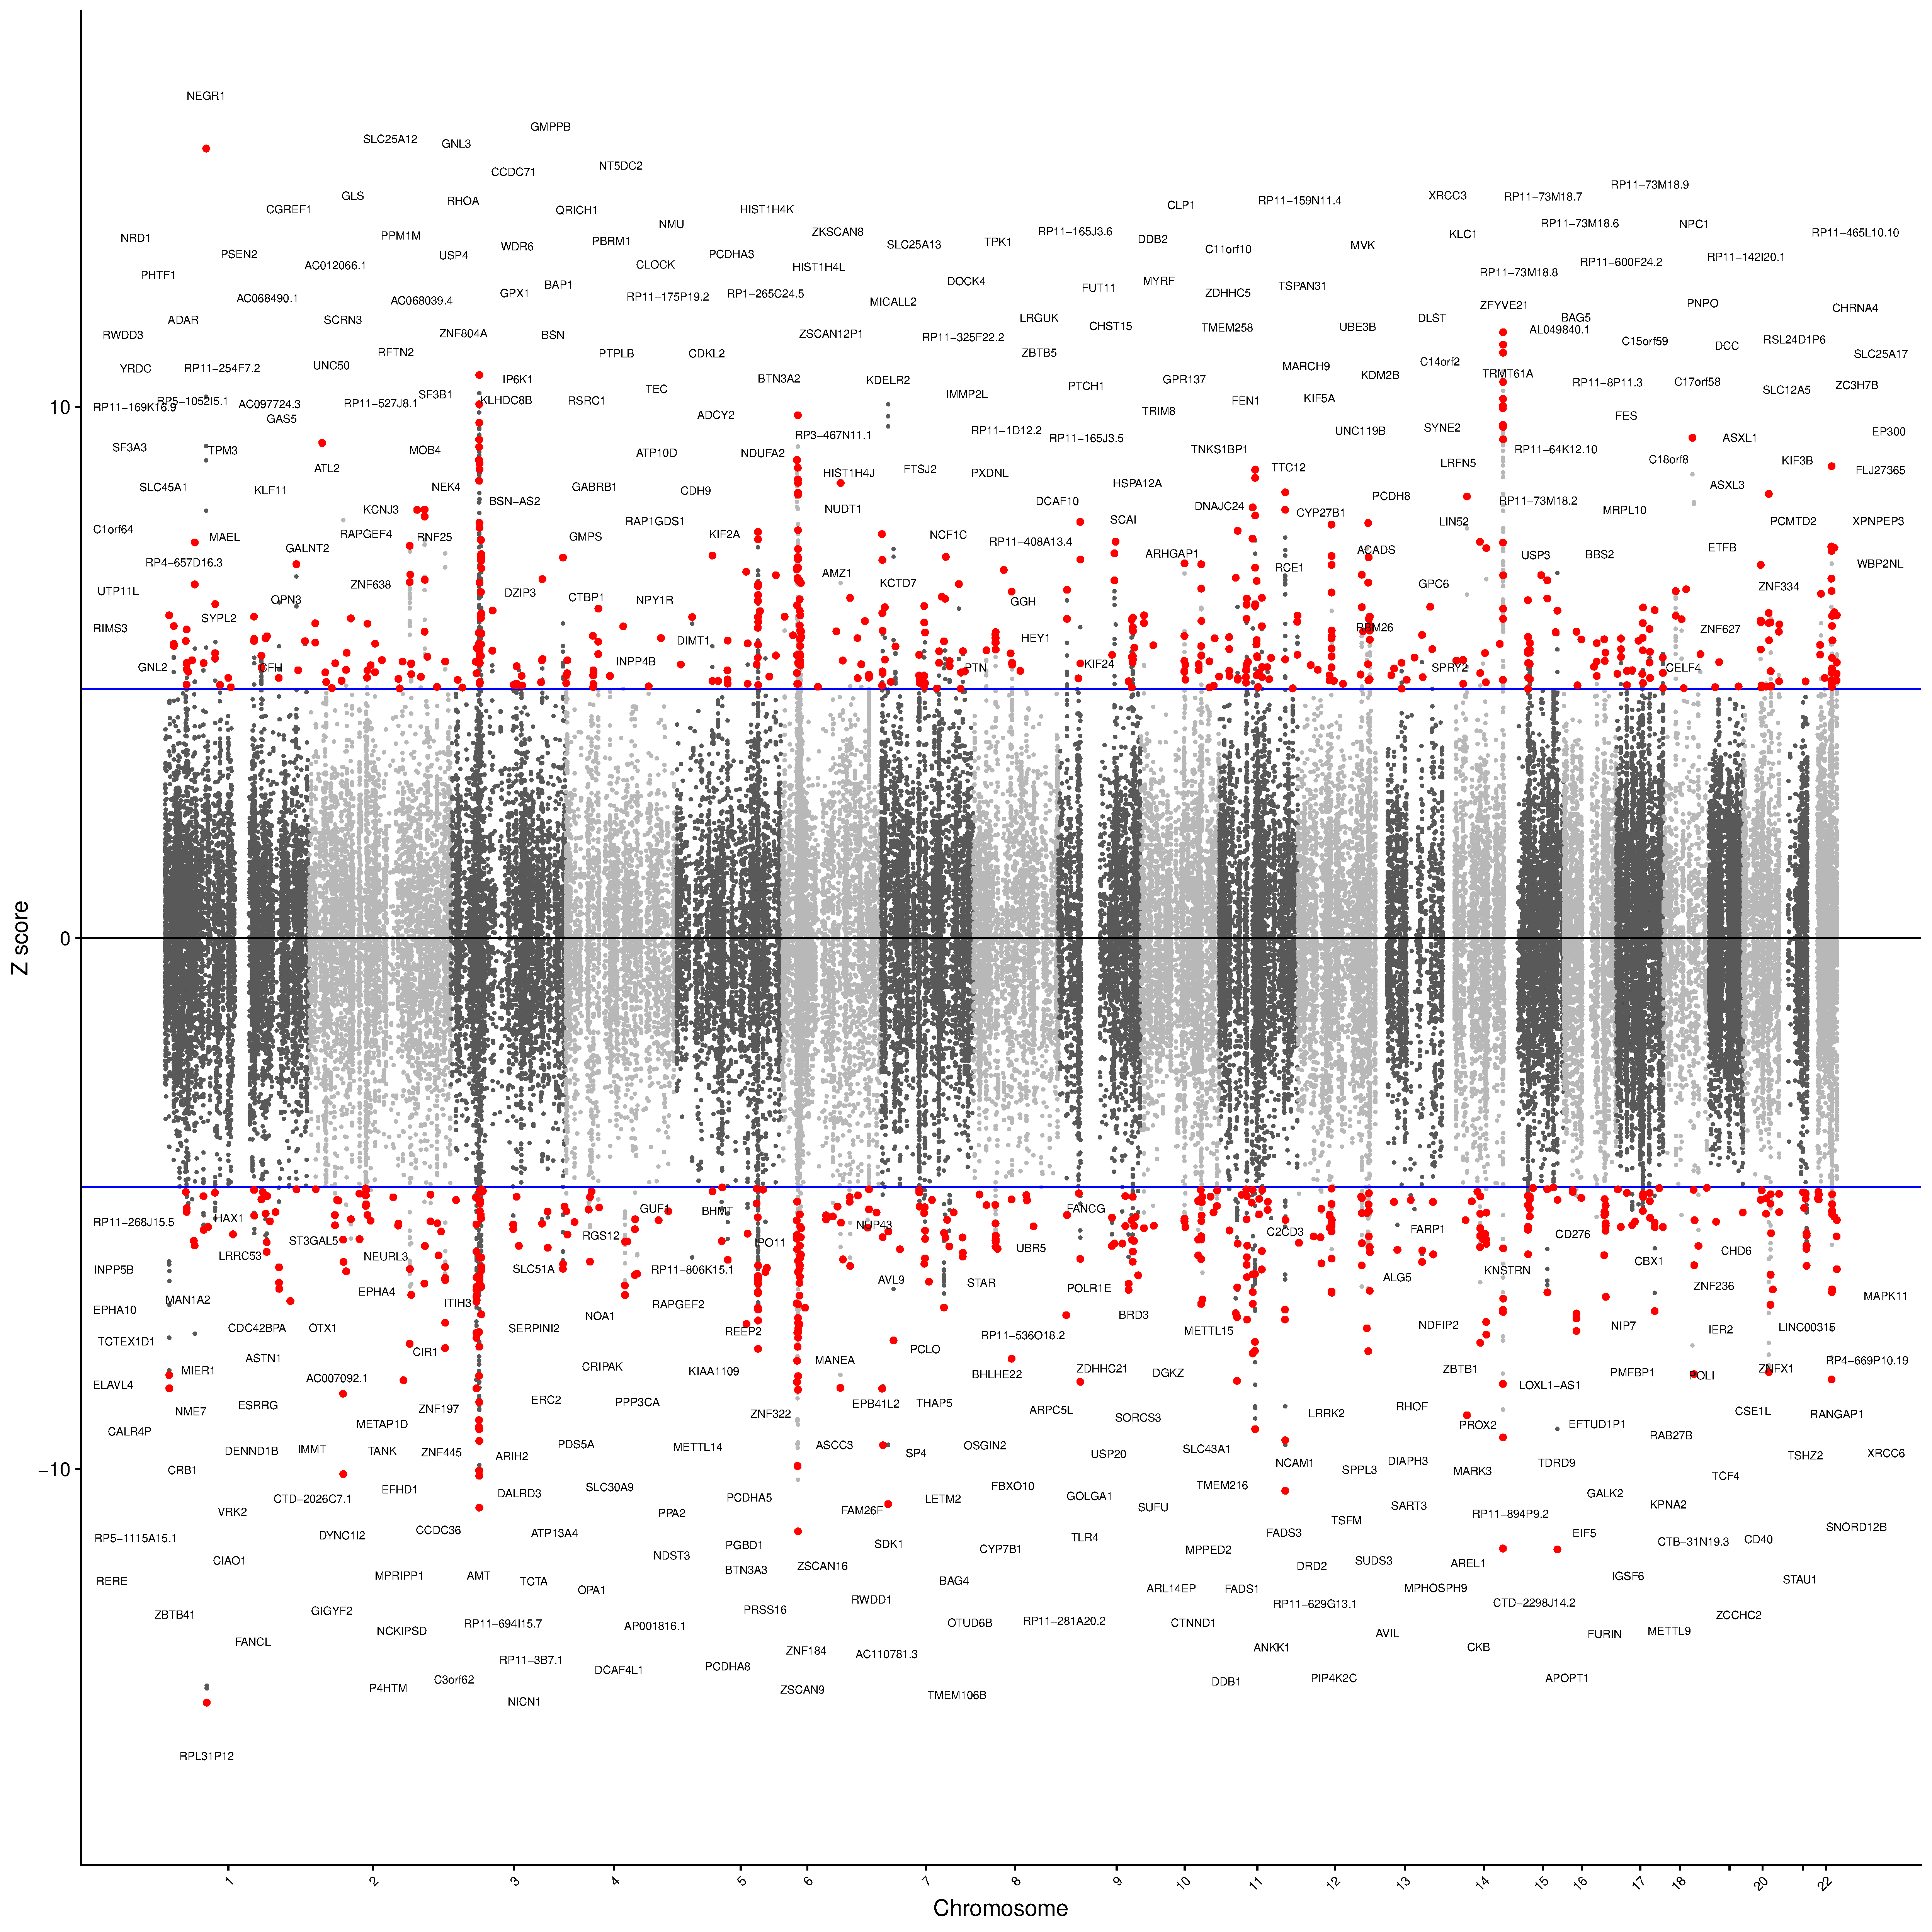 NEGR1
GMPPB
SLC25A12
GNL3
NT5DC2
CCDC71
RP11−73M18.9
GLS
XRCC3
RP11−73M18.7
RHOA
RP11−159N11.4
CLP1
CGREF1
QRICH1
HIST1H4K
NMU
RP11−73M18.6
NPC1
RP11−165J3.6
ZKSCAN8
RP11−465L10.10
KLC1
PPM1M
NRD1
DDB2
PBRM1
TPK1
SLC25A13
MVK
WDR6
C11orf10
PSEN2
PCDHA3
USP4
RP11−142I20.1
RP11−600F24.2
AC012066.1
CLOCK
HIST1H4L
RP11−73M18.8
PHTF1
DOCK4
MYRF
BAP1
TSPAN31
FUT11
GPX1
ZDHHC5
RP1−265C24.5
RP11−175P19.2
AC068490.1
AC068039.4
MICALL2
PNPO
ZFYVE21
CHRNA4
ADAR
SCRN3
LRGUK
DLST
BAG5
CHST15
TMEM258
UBE3B
AL049840.1
RWDD3
ZNF804A
BSN
ZSCAN12P1
RP11−325F22.2
RSL24D1P6
C15orf59
DCC
RFTN2
PTPLB
CDKL2
ZBTB5
SLC25A17
C14orf2
UNC50
MARCH9
YRDC
RP11−254F7.2
TRMT61A
KDM2B
IP6K1
BTN3A2
KDELR2
GPR137
RP11−8P11.3
C17orf58
PTCH1
ZC3H7B
TEC
SLC12A5
SF3B1
IMMP2L
KIF5A
RP5−1052I5.1
KLHDC8B
RSRC1
FEN1
AC097724.3
RP11−527J8.1
RP11−169K16.9
TRIM8
ADCY2
FES
GAS5
SYNE2
RP11−1D12.2
UNC119B
EP300
RP3−467N11.1
RP11−165J3.5
ASXL1
SF3A3
TPM3
MOB4
ATP10D
NDUFA2
TNKS1BP1
RP11−64K12.10
C18orf8
KIF3B
LRFN5
ATL2
FTSJ2
TTC12
FLJ27365
HIST1H4J
PXDNL
HSPA12A
ASXL3
SLC45A1
NEK4
GABRB1
KLF11
CDH9
PCDH8
BSN−AS2
DCAF10
RP11−73M18.2
DNAJC24
KCNJ3
NUDT1
MRPL10
CYP27B1
RAP1GDS1
SCAI
LIN52
PCMTD2
XPNPEP3
C1orf64
RAPGEF4
KIF2A
NCF1C
MAEL
RNF25
GMPS
RP11−408A13.4
GALNT2
ETFB
ACADS
ARHGAP1
USP3
BBS2
RP4−657D16.3
WBP2NL
RCE1
AMZ1
KCTD7
GPC6
ZNF638
ZNF334
UTP11L
DZIP3
CTBP1
OPN3
NPY1R
GGH
SYPL2
RIMS3
RBM26
ZNF627
HEY1
DIMT1
INPP4B
KIF24
GNL2
CFH
PTN
SPRY2
CELF4
10
0
−10
Z score
GUF1
BHMT
FANCG
HAX1
RP11−268J15.5
NUP43
FARP1
C2CD3
CD276
RGS12
ST3GAL5
IPO11
UBR5
CHD6
LRRC53
NEURL3
CBX1
INPP5B
SLC51A
RP11−806K15.1
KNSTRN
ALG5
AVL9
STAR
ZNF236
POLR1E
EPHA4
MAPK11
MAN1A2
ITIH3
RAPGEF2
EPHA10
BRD3
NOA1
NDFIP2
NIP7
CDC42BPA
OTX1
SERPINI2
LINC00315
IER2
METTL15
REEP2
RP11−536O18.2
TCTEX1D1
PCLO
CIR1
ASTN1
MANEA
RP4−669P10.19
CRIPAK
ZDHHC21
ZBTB1
ZNFX1
MIER1
KIAA1109
DGKZ
PMFBP1
BHLHE22
POLI
AC007092.1
ELAVL4
LOXL1−AS1
ERC2
PPP3CA
EPB41L2
THAP5
ESRRG
RHOF
ZNF197
ARPC5L
NME7
CSE1L
ZNF322
LRRK2
RANGAP1
SORCS3
METAP1D
EFTUD1P1
PROX2
CALR4P
RAB27B
PDS5A
ASCC3
OSGIN2
METTL14
SLC43A1
IMMT
DENND1B
TANK
ZNF445
SP4
USP20
XRCC6
TSHZ2
ARIH2
DIAPH3
NCAM1
TDRD9
CRB1
SPPL3
MARK3
TCF4
TMEM216
FBXO10
SLC30A9
EFHD1
DALRD3
GALK2
GOLGA1
PCDHA5
CTD−2026C7.1
LETM2
KPNA2
SART3
SUFU
FAM26F
VRK2
PPA2
RP11−894P9.2
TSFM
SNORD12B
CCDC36
ATP13A4
FADS3
EIF5
DYNC1I2
TLR4
RP5−1115A15.1
CD40
CTB−31N19.3
SDK1
PGBD1
CYP7B1
MPPED2
NDST3
CIAO1
SUDS3
AREL1
DRD2
ZSCAN16
BTN3A3
AMT
MPRIPP1
IGSF6
STAU1
RERE
TCTA
BAG4
OPA1
ARL14EP
FADS1
MPHOSPH9
RWDD1
RP11−629G13.1
CTD−2298J14.2
PRSS16
GIGYF2
ZBTB41
ZCCHC2
RP11−281A20.2
RP11−694I15.7
OTUD6B
CTNND1
AP001816.1
NCKIPSD
METTL9
AVIL
FURIN
FANCL
ANKK1
CKB
ZNF184
AC110781.3
RP11−3B7.1
PCDHA8
DCAF4L1
C3orf62
DDB1
PIP4K2C
APOPT1
P4HTM
ZSCAN9
TMEM106B
NICN1
RPL31P12
1 2 3 4 5 6 7 8 9 10 11 12 13 14 15 16 17 18 20 22
Chromosome